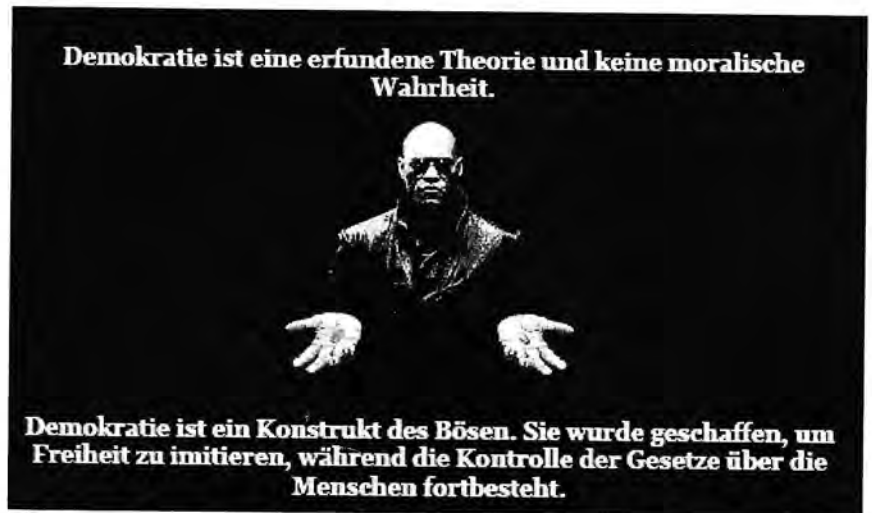 Demokratie ist eine erfundene Theorie und keine moralische
Wahrheit.
Demokratie ist ein Konstrukt des Bösen. Sie wurde geschaffen, um
Freiheit zu imitieren, während die Kontrolle der Gesetze über die
Menschen fortbesteht.